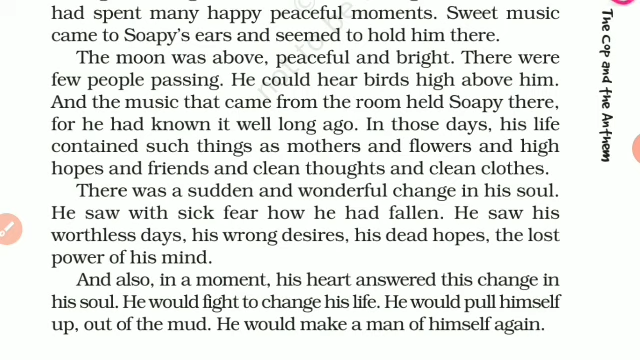 had spent many happy peaceful moments. Sweet music
came to Soapy's ears and seemed to hold him there.
The moon was above, peaceful and bright. There were
few people passing. He could hear birds high above him.
And the music that came from the room held Soapy there,
for he had known it well long ago. In those days, his life
contained such things as mothers and flowers and high
hopes and friends and clean thoughts and clean clothes.
There was a sudden and wonderful change in his soul.
He saw with sick fear how he had fallen. He saw his
worthless days, his wrong desires, his dead hopes, the lost
power of his mind.
And also, in a moment, his heart answered this change in
his soul. He would fight to change his life. He would pull himself
up, out of the mud. He would make a man of himself again.
The Cop and the Anthem
not to be